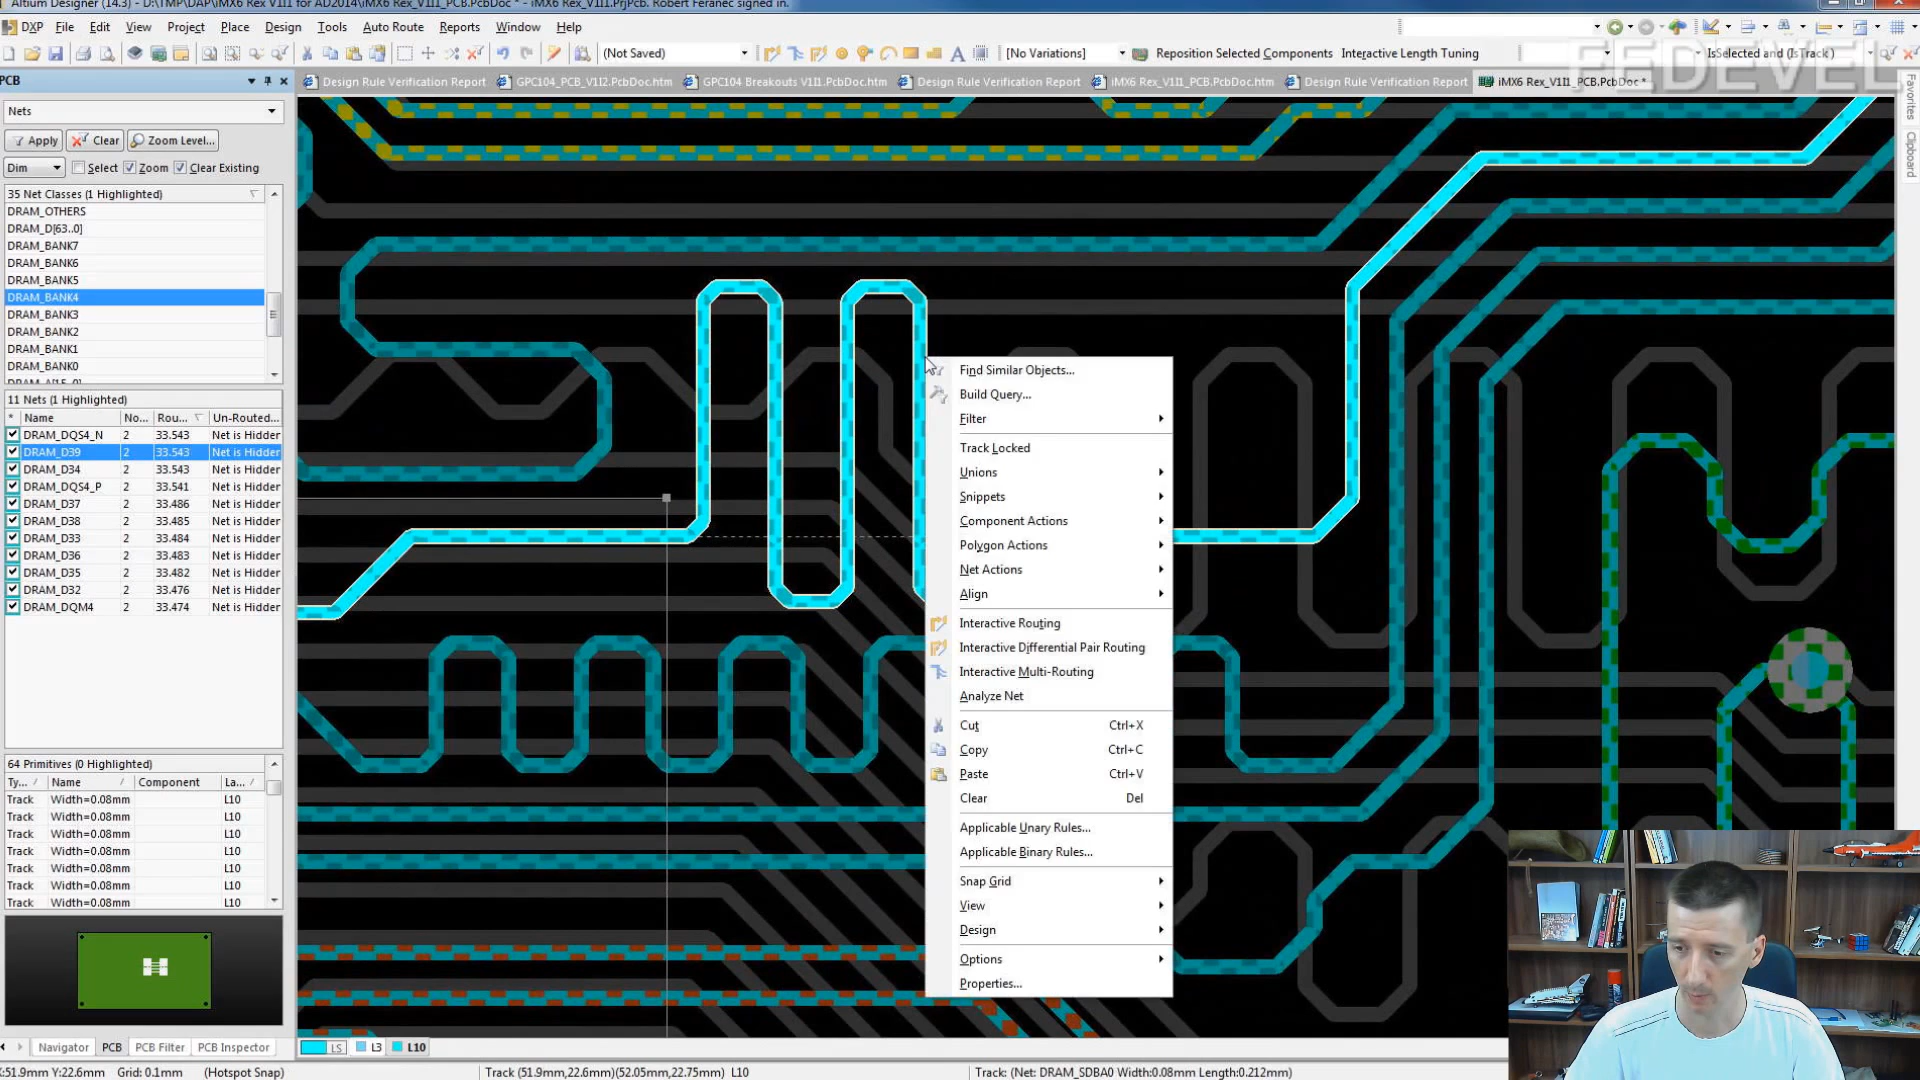 Altium Designer (14.3) - D:\TMP\DAP\iMX6 Rex V1I1 for AD2014\iMX6 Rex_V1I1_PCB.PcbDoc * - iMX6 Rex_V1I1.PrjPcb. Robert Feranec signed in.
DXP File Edit View Project Place Design Tools Auto Route Reports Window Help
(Not Saved) [No Variations] Reposition Selected Components Interactive Length Tuning IsSelected and (IsTrack)
FEDEVEL
PCB
Design Rule Verification Report GPC104_PCB_V1I2.PcbDoc.htm GPC104 Breakouts V1I1.PcbDoc.htm Design Rule Verification Report iMX6 Rex_V1I1_PCB.PcbDoc.htm Design Rule Verification Report iMX6 Rex_V1I1_PCB.PcbDoc *
Favorites
Clipboard
Nets
Apply Clear Zoom Level...
Dim Select Zoom Clear Existing
35 Net Classes (1 Highlighted)
DRAM_OTHERS
DRAM_D[63..0]
DRAM_BANK7
DRAM_BANK6
DRAM_BANK5
DRAM_BANK4
DRAM_BANK3
DRAM_BANK2
DRAM_BANK1
DRAM_BANK0
DRAM_A[15..0]
11 Nets (1 Highlighted)
* Name No... Rou... Un-Routed...
DRAM_DQS4_N 2 33.543 Net is Hidden
DRAM_D39 2 33.543 Net is Hidden
DRAM_D34 2 33.543 Net is Hidden
DRAM_DQS4_P 2 33.541 Net is Hidden
DRAM_D37 2 33.486 Net is Hidden
DRAM_D38 2 33.485 Net is Hidden
DRAM_D33 2 33.484 Net is Hidden
DRAM_D36 2 33.483 Net is Hidden
DRAM_D35 2 33.482 Net is Hidden
DRAM_D32 2 33.476 Net is Hidden
DRAM_DQM4 2 33.474 Net is Hidden
64 Primitives (0 Highlighted)
Ty... Name Component La...
Track Width=0.08mm L10
Track Width=0.08mm L10
Track Width=0.08mm L10
Track Width=0.08mm L10
Track Width=0.08mm L10
Track Width=0.08mm L10
Track Width=0.08mm L10
Find Similar Objects...
Build Query...
Filter
Track Locked
Unions
Snippets
Component Actions
Polygon Actions
Net Actions
Align
Interactive Routing
Interactive Differential Pair Routing
Interactive Multi-Routing
Analyze Net
Cut Ctrl+X
Copy Ctrl+C
Paste Ctrl+V
Clear Del
Applicable Unary Rules...
Applicable Binary Rules...
Snap Grid
View
Design
Options
Properties...
Navigator PCB PCB Filter PCB Inspector
LS L3 L10
X:51.9mm Y:22.6mm Grid: 0.1mm (Hotspot Snap) Track (51.9mm,22.6mm)(52.05mm,22.75mm) L10 Track: (Net: DRAM_SDBA0 Width:0.08mm Length:0.212mm)